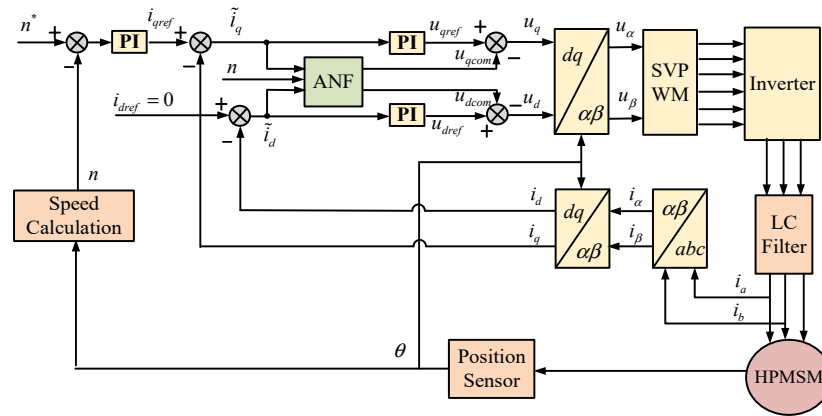 n*
+
−
PI
i_qref
+
−
ĩ_q
PI
u_qref
+
−
u_q
u_qcom
n
ANF
i_dref = 0
+
−
ĩ_d
PI
u_dcom
u_dref
−
+
u_d
dq
αβ
u_α
u_β
SVP
WM
Inverter
n
Speed
Calculation
i_d
i_q
dq
αβ
i_α
i_β
αβ
abc
LC
Filter
i_a
i_b
θ
Position
Sensor
HPMSM